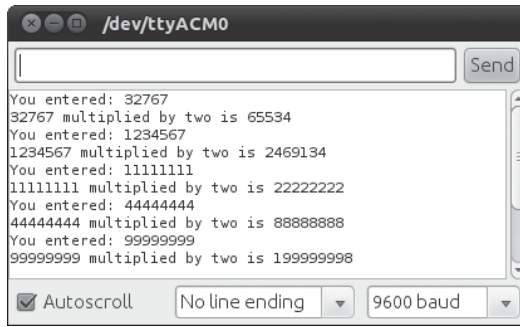 /dev/ttyACM0
Send
You entered: 32767
32767 multiplied by two is 65534
You entered: 1234567
1234567 multiplied by two is 2469134
You entered: 11111111
11111111 multiplied by two is 22222222
You entered: 44444444
44444444 multiplied by two is 88888888
You entered: 99999999
99999999 multiplied by two is 199999998
Autoscroll No line ending 9600 baud